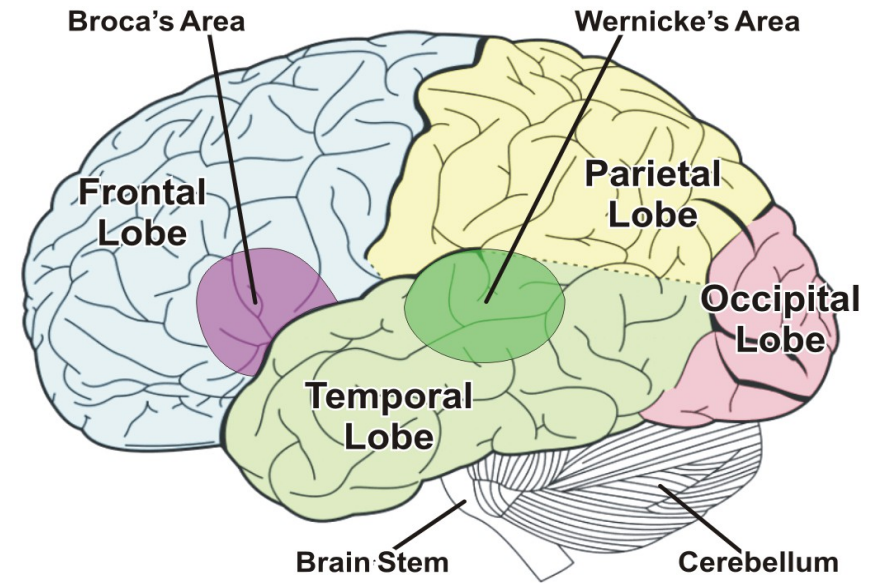 Broca's Area
Wernicke's Area
Frontal
Lobe
Parietal
Lobe
Occipital
Lobe
Temporal
Lobe
Brain Stem
Cerebellum